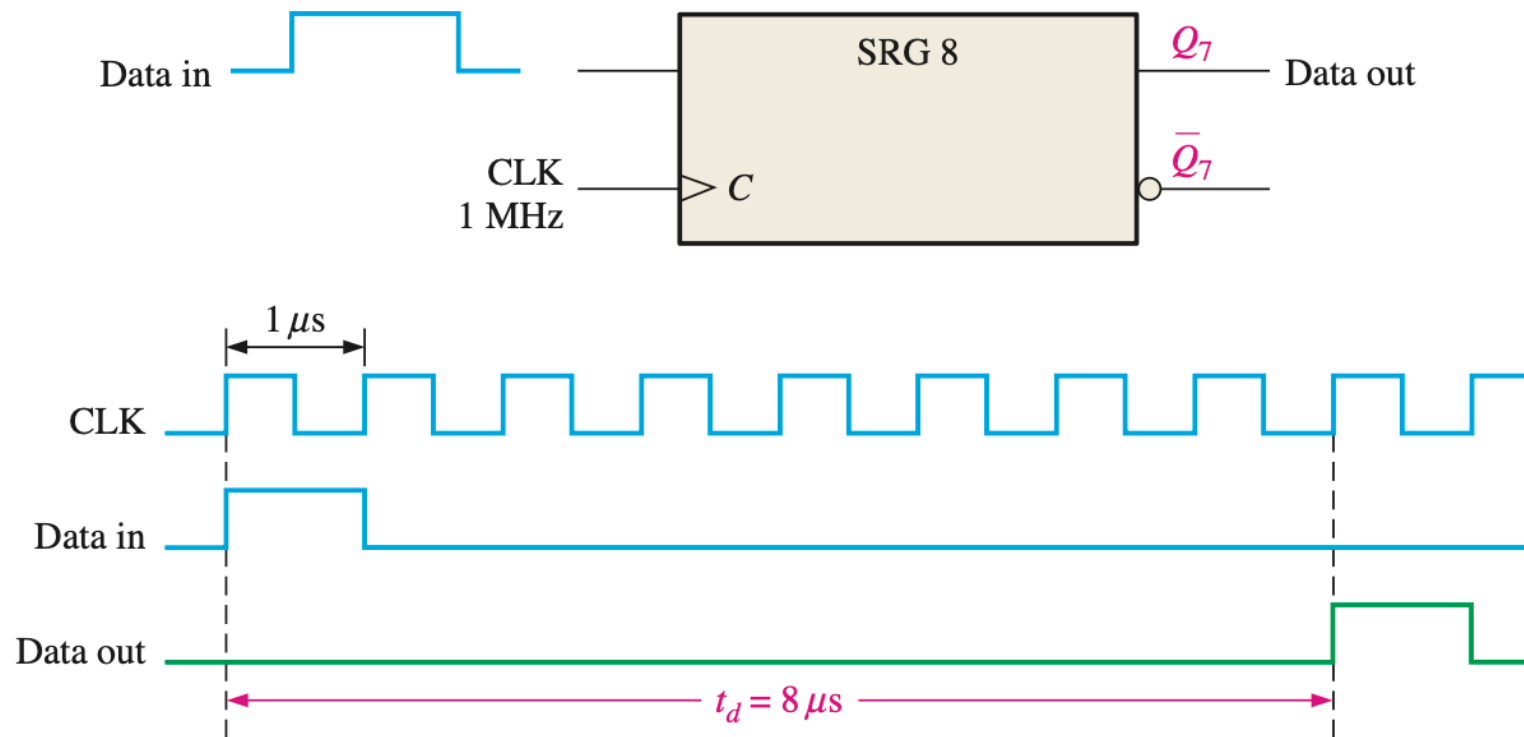 Data in
SRG 8
Q₇
Data out
CLK
1 MHz
C
Q̅₇
1 μs
CLK
Data in
Data out
t_d = 8 μs